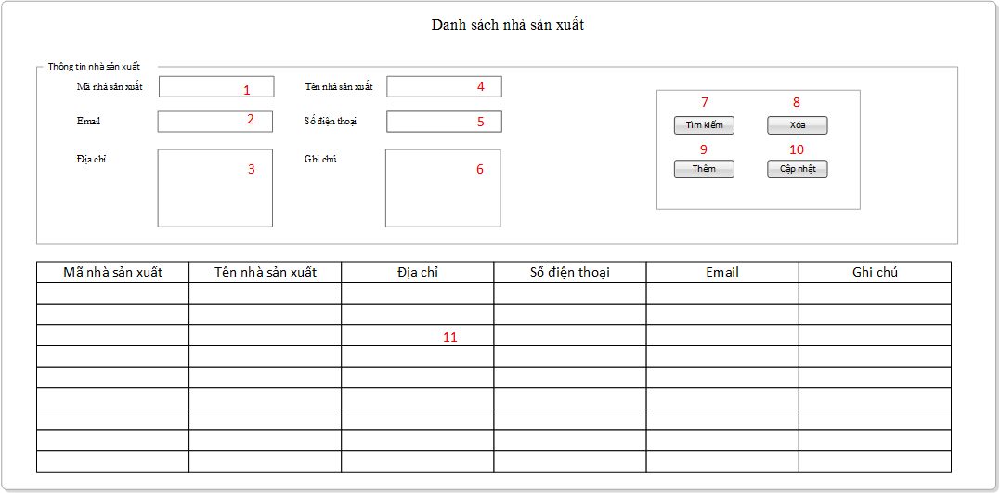 Danh sách nhà sản xuất
Thông tin nhà sản xuất
Mã nhà sản xuất 1 Tên nhà sản xuất 4
Email 2 Số điện thoại 5
Địa chỉ 3 Ghi chú 6
7 8
Tìm kiếm Xóa
9 10
Thêm Cập nhật
Mã nhà sản xuất Tên nhà sản xuất Địa chỉ Số điện thoại Email Ghi chú
11